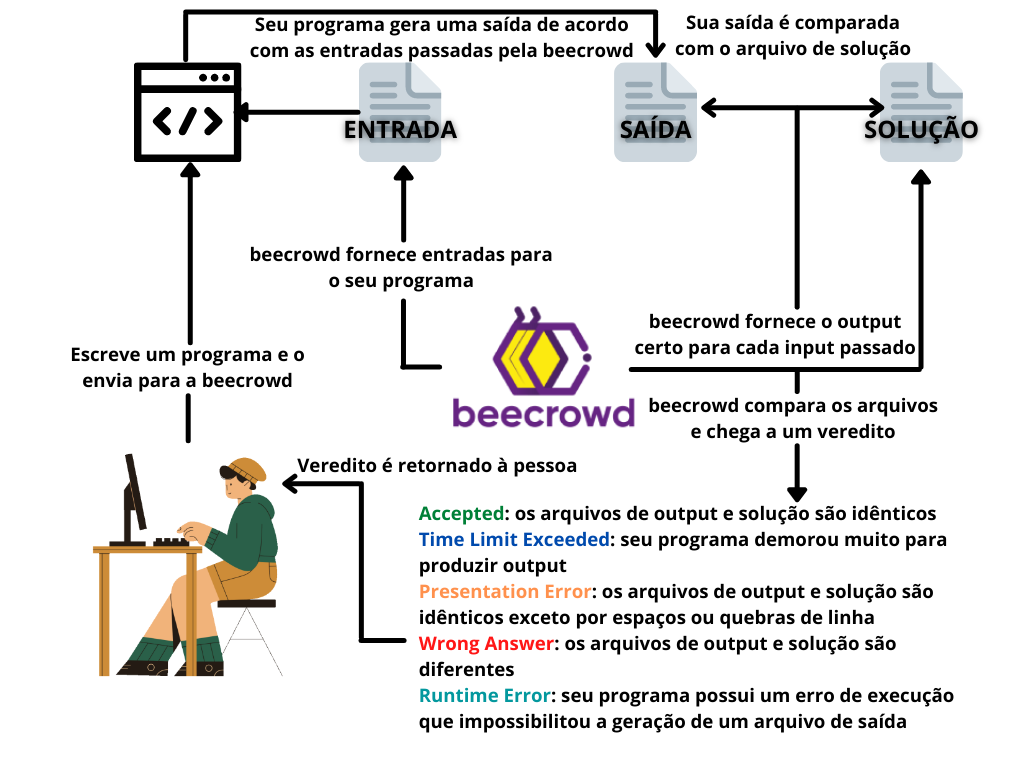 Seu programa gera uma saída de acordo
com as entradas passadas pela beecrowd
Sua saída é comparada
com o arquivo de solução
</>
ENTRADA
SAÍDA
SOLUÇÃO
beecrowd fornece entradas para
o seu programa
beecrowd fornece o output
certo para cada input passado
Escreve um programa e o
envia para a beecrowd
beecrowd
beecrowd compara os arquivos
e chega a um veredito
Veredito é retornado à pessoa
Accepted: os arquivos de output e solução são idênticos
Time Limit Exceeded: seu programa demorou muito para
produzir output
Presentation Error: os arquivos de output e solução são
idênticos exceto por espaços ou quebras de linha
Wrong Answer: os arquivos de output e solução são
diferentes
Runtime Error: seu programa possui um erro de execução
que impossibilitou a geração de um arquivo de saída